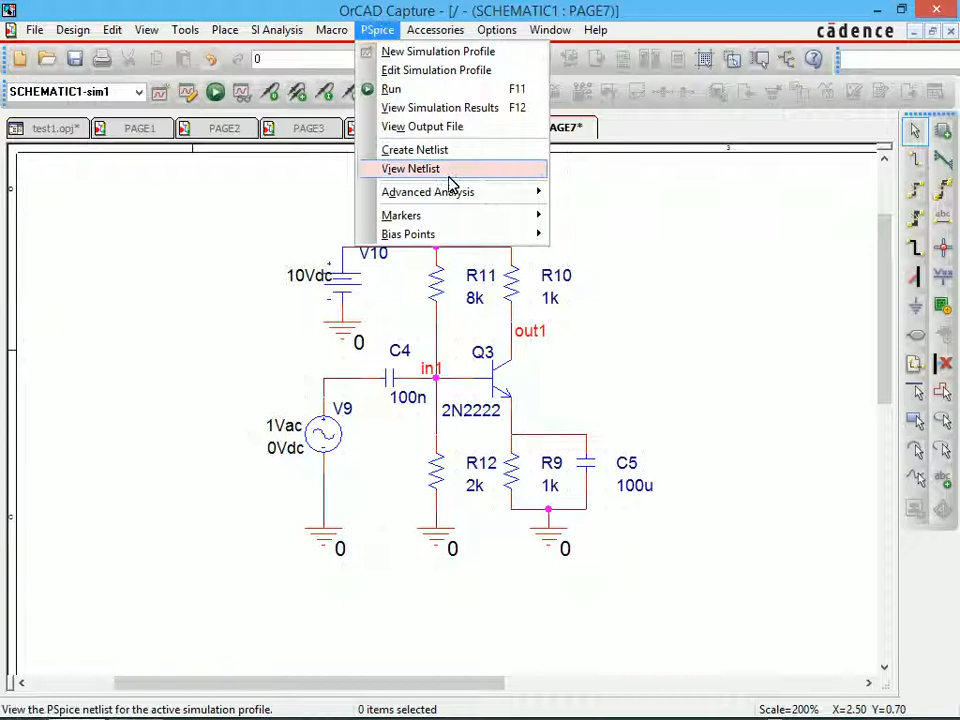 OrCAD Capture - [/ - (SCHEMATIC1 : PAGE7)]
File Design Edit View Tools Place SI Analysis Macro PSpice Accessories Options Window Help cādence
0
SCHEMATIC1-sim1
test1.opj* PAGE1 PAGE2 PAGE3 AGE7*
New Simulation Profile
Edit Simulation Profile
Run F11
View Simulation Results F12
View Output File
Create Netlist
View Netlist
Advanced Analysis
Markers
Bias Points
3
V10
10Vdc
+
-
0
R11
8k
R10
1k
out1
C4
100n
in1
Q3
2N2222
V9
1Vac
0Vdc
R12
2k
R9
1k
C5
100u
0
0
0
View the PSpice netlist for the active simulation profile. 0 items selected Scale=200% X=2.50 Y=0.70